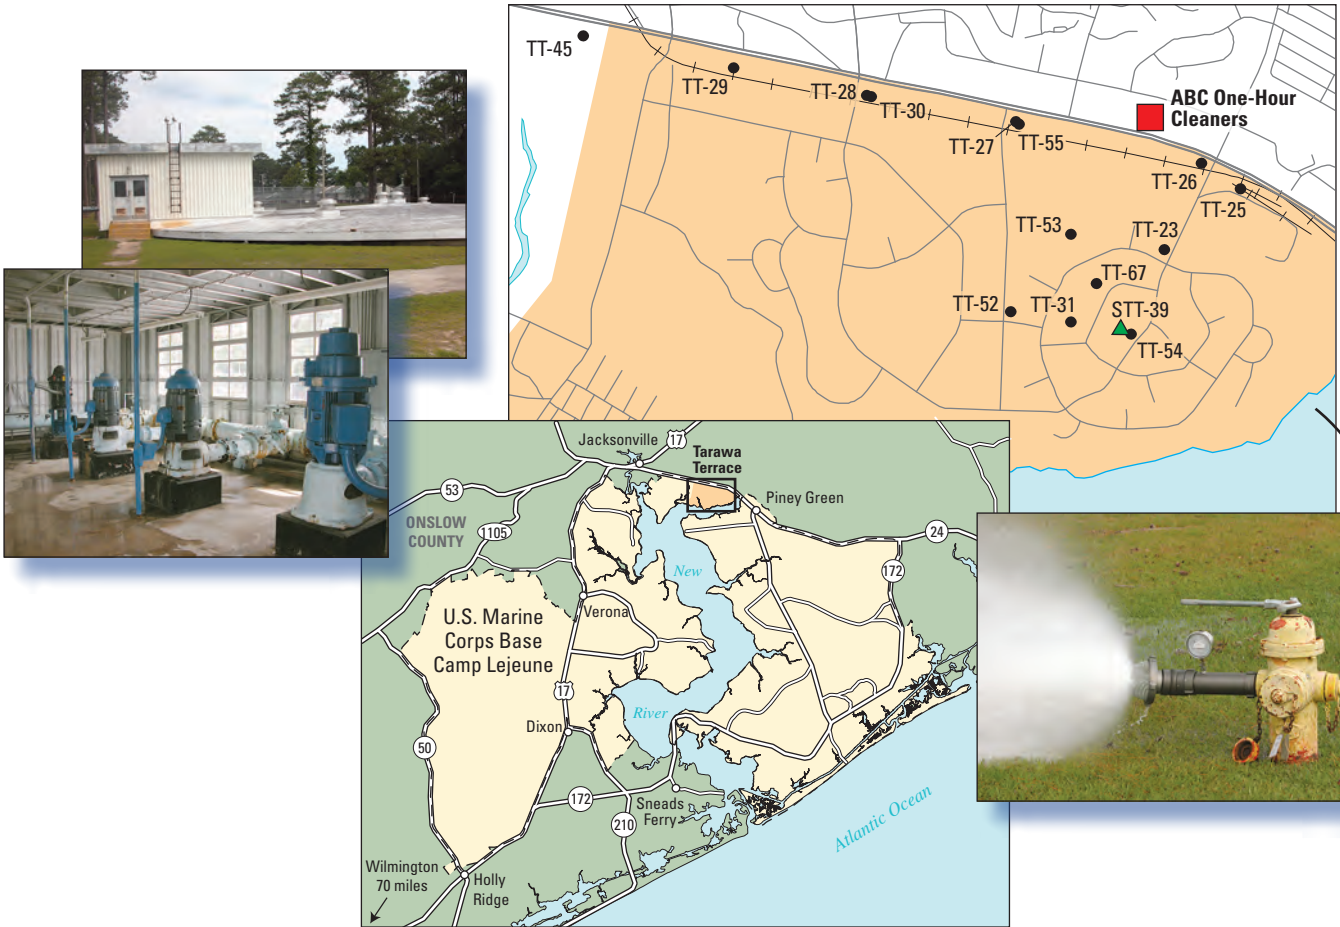 TT-45
TT-29
TT-28
TT-30
TT-27
TT-55
ABC One-Hour
Cleaners
TT-26
TT-25
TT-53
TT-23
TT-67
TT-52
TT-31
STT-39
TT-54
Jacksonville
17
Tarawa
Terrace
Piney Green
53
ONSLOW
COUNTY
1105
24
172
New
Verona
U.S. Marine
Corps Base
Camp Lejeune
17
River
Dixon
50
172
Sneads
Ferry
210
Atlantic Ocean
Wilmington
70 miles
Holly
Ridge